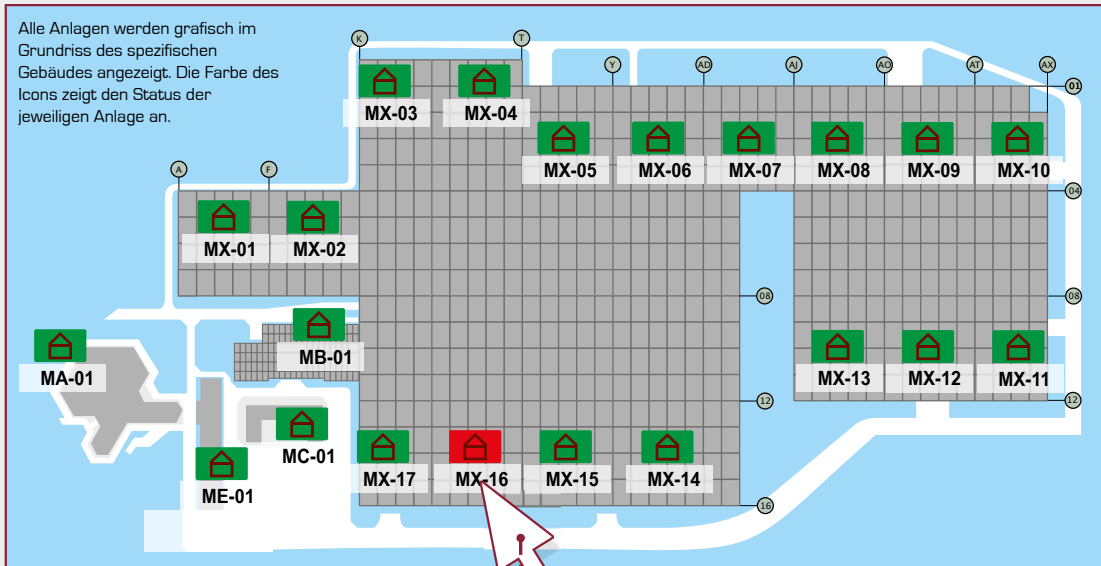 Alle Anlagen werden grafisch im
Grundriss des spezifischen
Gebäudes angezeigt. Die Farbe des
Icons zeigt den Status der
jeweiligen Anlage an.
K
T
Y
AD
AJ
AO
AT
AX
01
MX-03
MX-04
MX-05
MX-06
MX-07
MX-08
MX-09
MX-10
A
F
04
MX-01
MX-02
08
08
MB-01
MA-01
MX-13
MX-12
MX-11
12
12
MC-01
MX-17
MX-16
MX-15
MX-14
ME-01
16